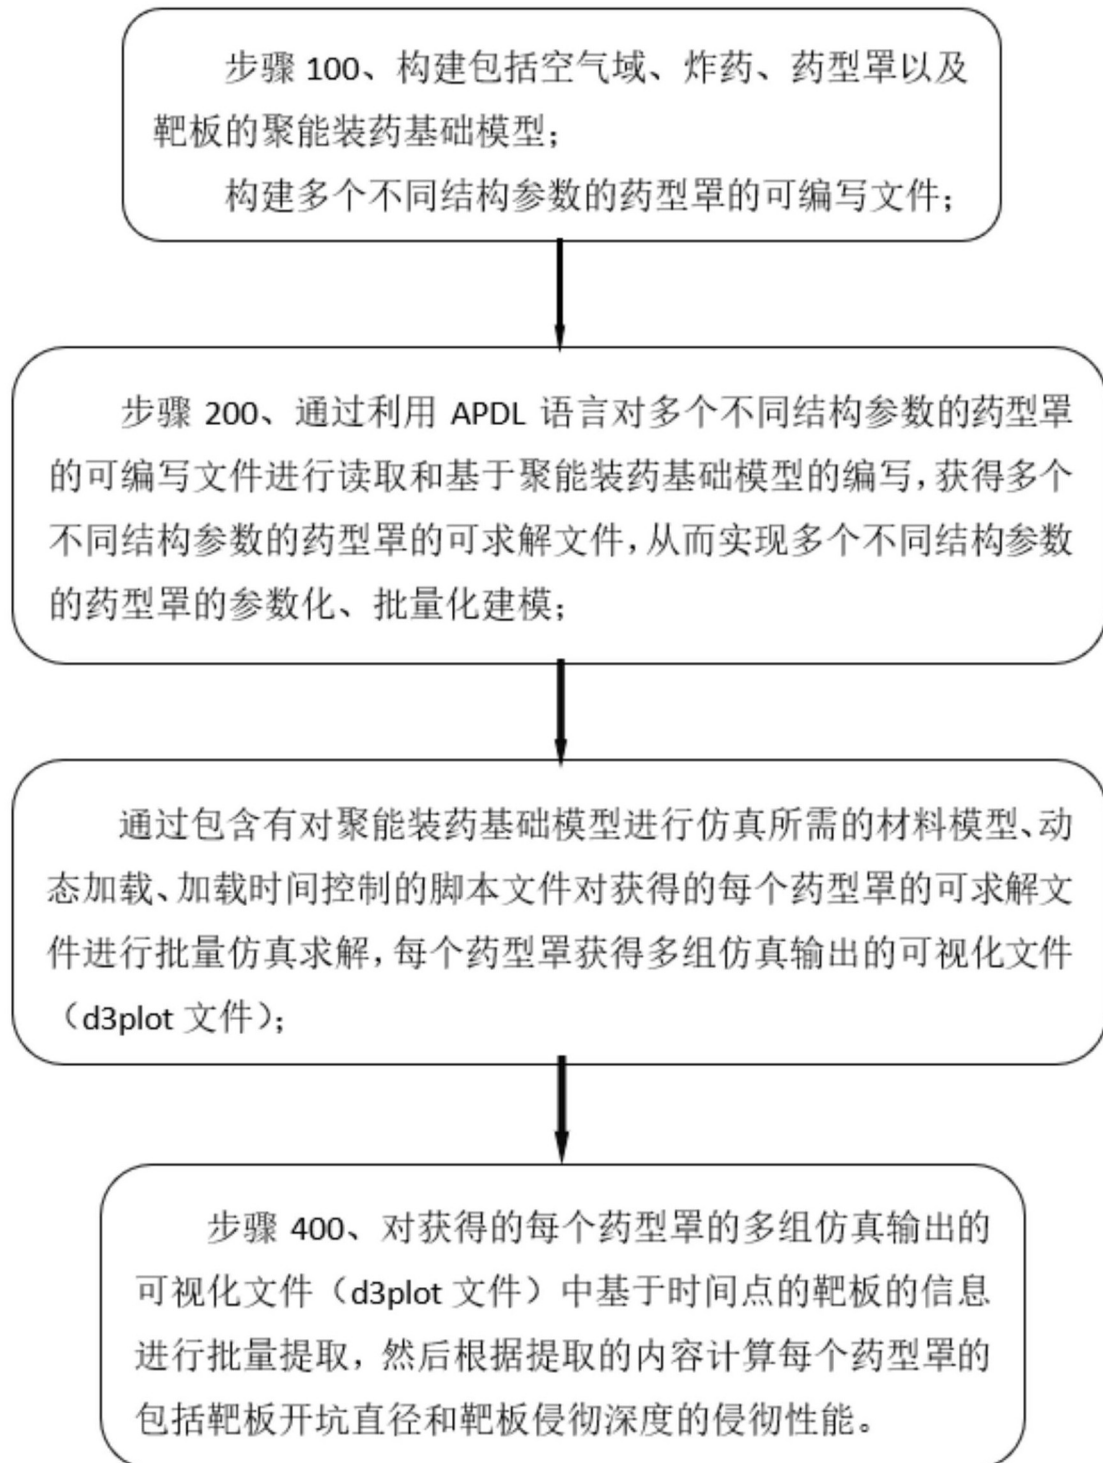 步骤 100、构建包括空气域、炸药、药型罩以及
靶板的聚能装药基础模型；
构建多个不同结构参数的药型罩的可编写文件；
步骤 200、通过利用 APDL 语言对多个不同结构参数的药型罩
的可编写文件进行读取和基于聚能装药基础模型的编写，获得多个
不同结构参数的药型罩的可求解文件，从而实现多个不同结构参数
的药型罩的参数化、批量化建模；
通过包含有对聚能装药基础模型进行仿真所需的材料模型、动
态加载、加载时间控制的脚本文件对获得的每个药型罩的可求解文
件进行批量仿真求解，每个药型罩获得多组仿真输出的可视化文件
（d3plot 文件）；
步骤 400、对获得的每个药型罩的多组仿真输出的
可视化文件（d3plot 文件）中基于时间点的靶板的信息
进行批量提取，然后根据提取的内容计算每个药型罩的
包括靶板开坑直径和靶板侵彻深度的侵彻性能。